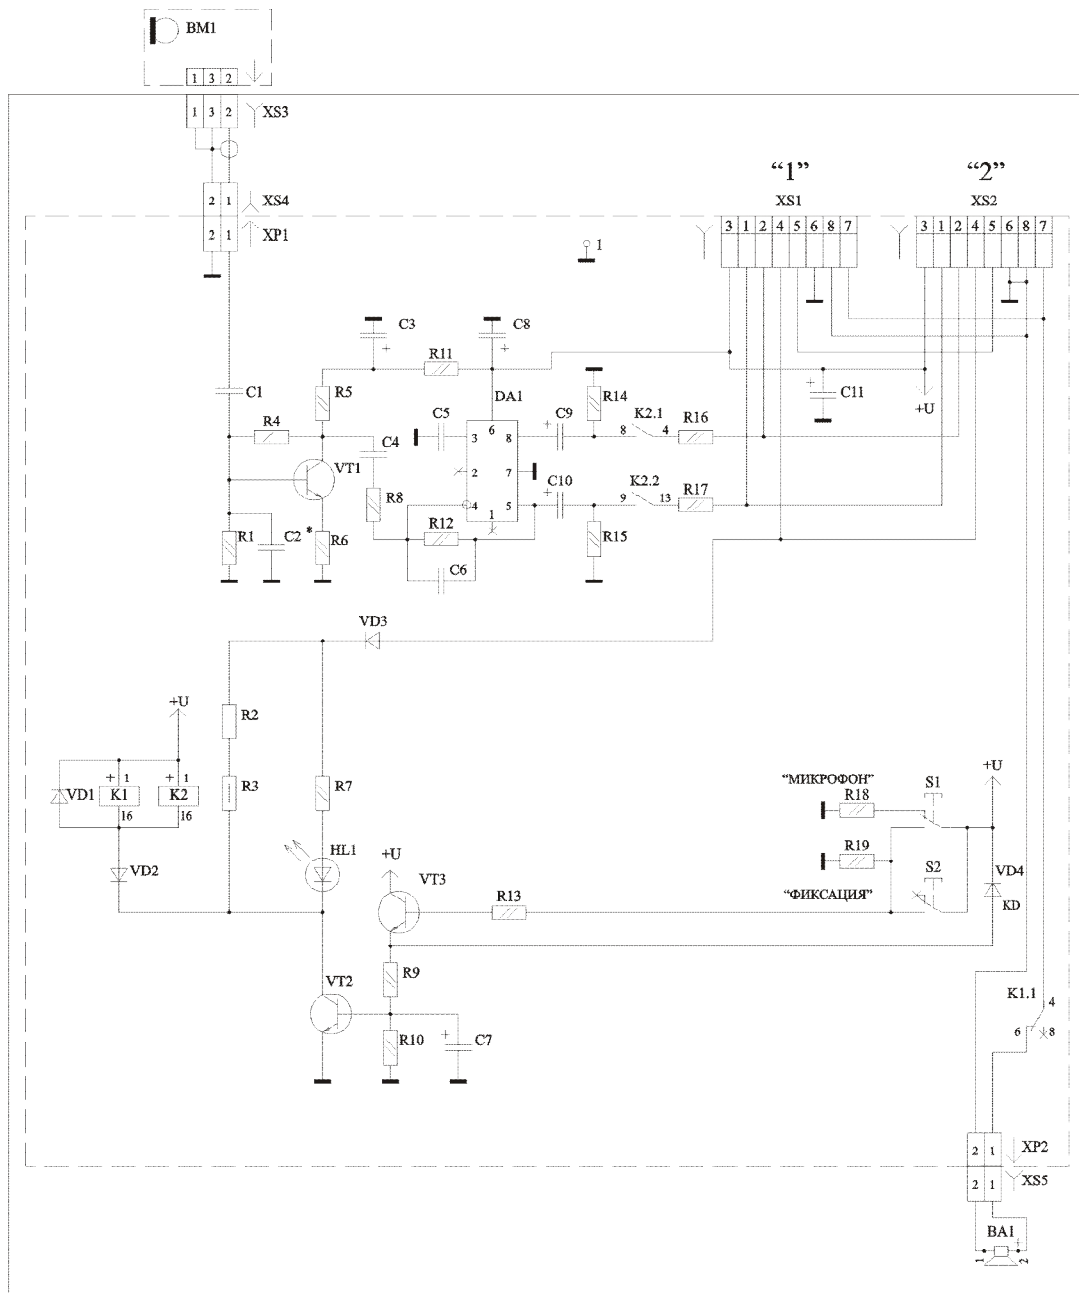 BM1
1 3 2
1 3 2 XS3
"1" "2"
XS1 XS2
2 1 XS4
2 1 XP1
3 1 2 4 5 6 8 7
3 1 2 4 5 6 8 7
1
C3 C8
+ +
R11
C1 R5 DA1 R14 C11
+
+U
R4 C4 C5 C9 K2.1 R16
+
3 6 8 8 4
VT1 2 7 C10 K2.2 R17
+
R8 4 1 5 9 13
R1 C2 * R6 R12 R15
C6
VD3
+U
R2
+ 1 + 1
VD1 K1 K2 R3 R7
16 16
"МИКРОФОН" S1 +U
R18
R19
VD2 HL1 +U VT3 S2 VD4
"ФИКСАЦИЯ" KD
R13
VT2 R9
K1.1
4
R10 + C7 6 8
2 1 XP2
2 1 XS5
BA1
+
1 2